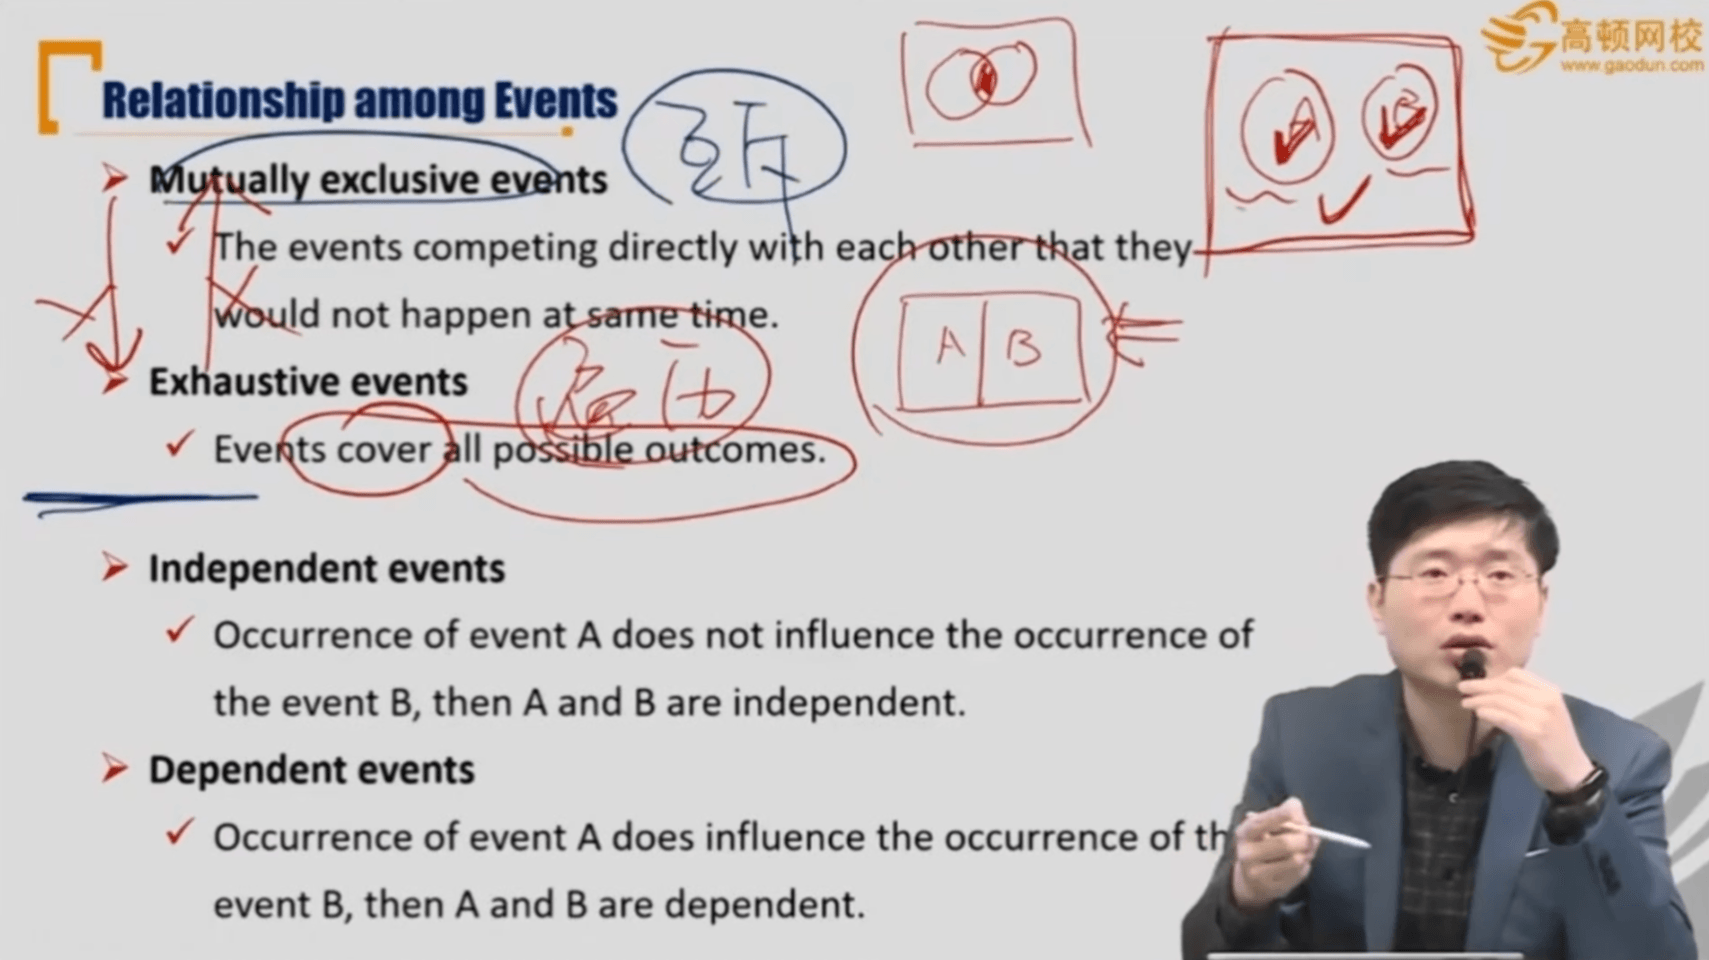 高顿网校
www.gaodun.com
Relationship among Events
互斥
Mutually exclusive events
The events competing directly with each other that they
would not happen at same time.
A B
A B
Exhaustive events
Events cover all possible outcomes.
Independent events
Occurrence of event A does not influence the occurrence of
the event B, then A and B are independent.
Dependent events
Occurrence of event A does influence the occurrence of th
event B, then A and B are dependent.